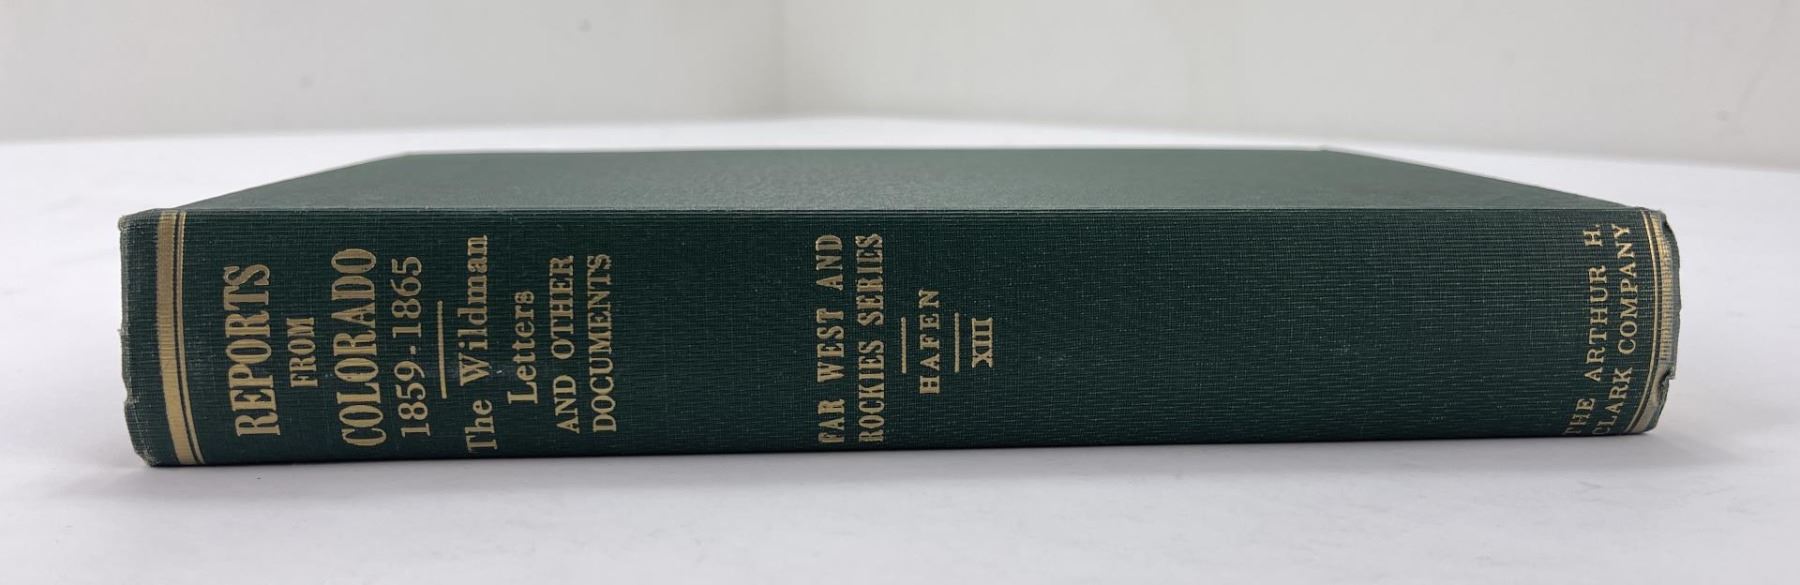 REPORTS
FROM
COLORADO
1859-1865
The Wildman
Letters
AND OTHER
DOCUMENTS
FAR WEST AND
ROCKIES SERIES
HAFEN
XIII
THE ARTHUR H.
CLARK COMPANY